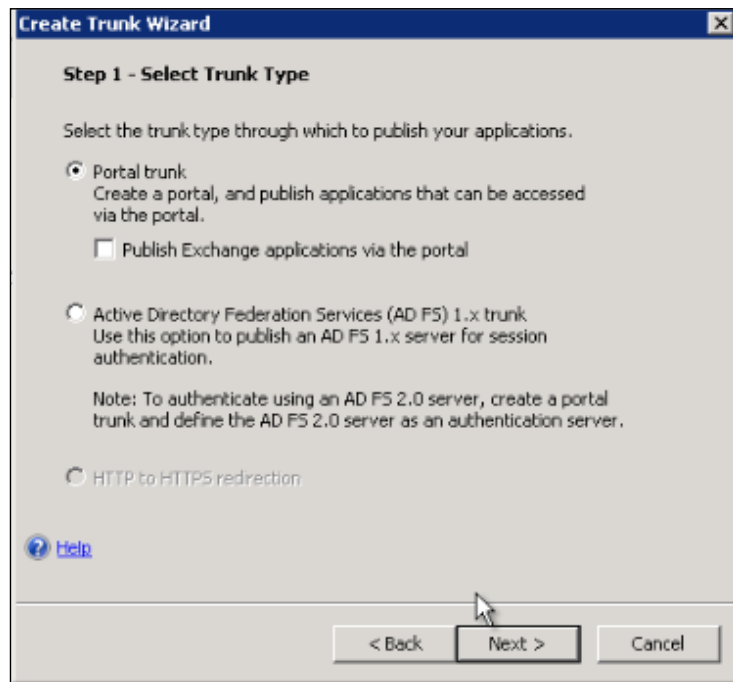 Create Trunk Wizard
Step 1 - Select Trunk Type
Select the trunk type through which to publish your applications.
Portal trunk
Create a portal, and publish applications that can be accessed
via the portal.
Publish Exchange applications via the portal
Active Directory Federation Services (AD FS) 1.x trunk
Use this option to publish an AD FS 1.x server for session
authentication.
Note: To authenticate using an AD FS 2.0 server, create a portal
trunk and define the AD FS 2.0 server as an authentication server.
HTTP to HTTPS redirection
Help
< Back Next > Cancel